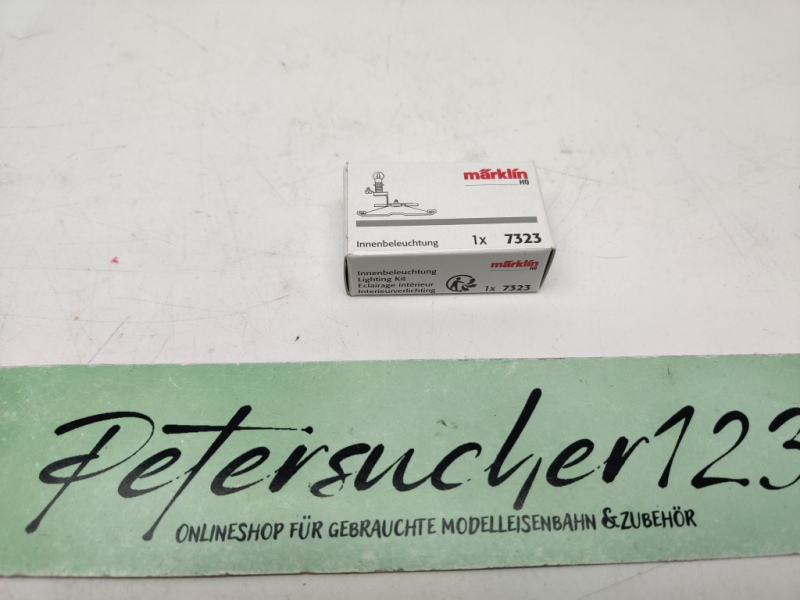 märklin
H0
Innenbeleuchtung 1x 7323
Innenbeleuchtung
Lighting Kit
Eclairage intérieur
Interieurverlichting
märklin
H0
1x 7323
Petersucher123
ONLINESHOP FÜR GEBRAUCHTE MODELLEISENBAHN & ZUBEHÖR